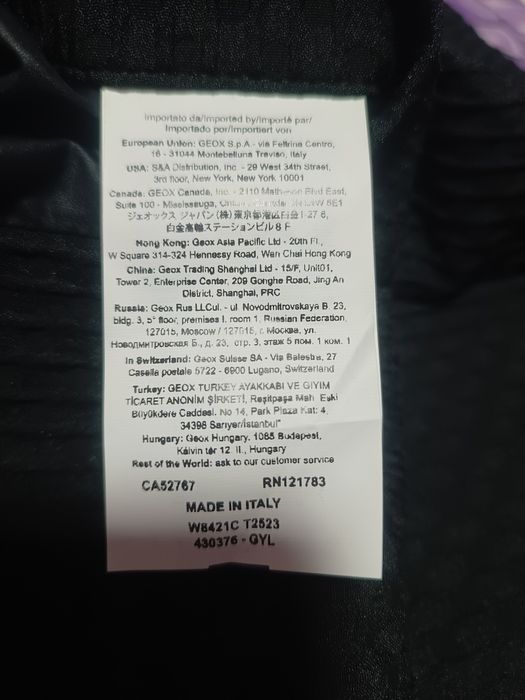 Importato da/Imported by/Importé par/
Importado por/Importiert von
European Union: GEOX S.p.A - via Feltrina Centro,
16 - 31044 Montebelluna Treviso, Italy
USA: S&A Distribution, Inc - 29 West 34th Street,
3rd floor, New York, New York 10001
Canada: GEOX Canada, Inc - 2110 Matheson Blvd East,
Suite 100 - Mississauga, 5E1
ジェオックス ジャパン(株)東京都港区白金1-27 6,
白金高輪ステーションビル8F
Hong Kong: Geox Asia Pacific Ltd - 20th Fl.,
W Square 314-324 Hennessy Road, Wan Chai Hong Kong
China: Geox Trading Shanghai Ltd - 15/F, Unit01,
Tower 2, Enterprise Center, 209 Gonghe Road, Jing An
District, Shanghai, PRC
Russia: Geox Rus LLCul. - ul Novodmitrovskaya B. 23,
bldg. 3, 5° floor, premises I, room 1, Russian Federation,
127015, Moscow / 127015, г. Москва, ул.
Новодмитровская Б., д. 23, стр. 3, этаж 5 пом. 1 ком. 1
In Switzerland: Geox Suisse SA - Via Balestra, 27
Casella postale 5722 - 6900 Lugano, Switzerland
Turkey: GEOX TURKEY AYAKKABI VE GIYIM
TİCARET ANONİM ŞİRKETİ, Reşitpaşa Mah Eski
Büyükdere Caddesi. No 14, Park Plaza Kat: 4,
34398 Sarıyer/İstanbul"
Hungary: Geox Hungary, 1085 Budapest,
Kálvin tér 12. II., Hungary
Rest of the World: ask to our customer service
CA52767 RN121783
MADE IN ITALY
W8421C T2523
430376 - GYL